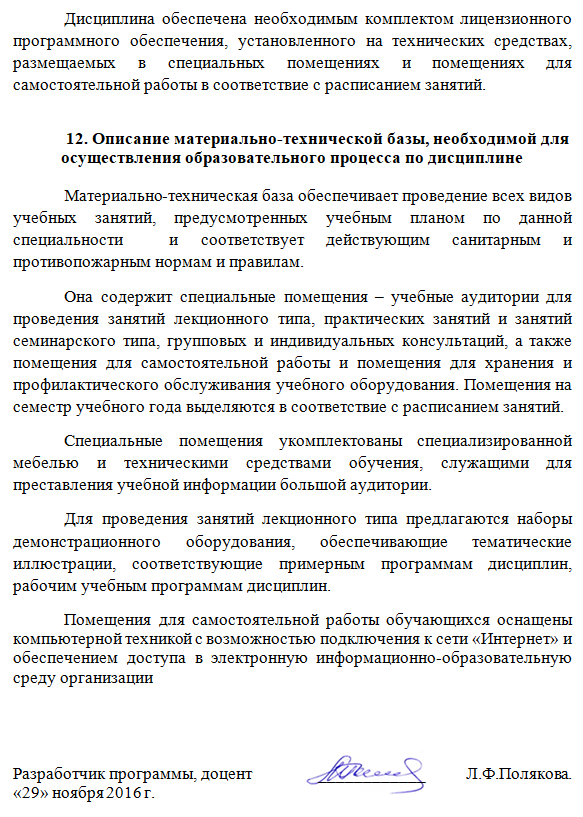 Дисциплина обеспечена необходимым комплектом лицензионного
программного обеспечения, установленного на технических средствах,
размещаемых в специальных помещениях и помещениях для
самостоятельной работы в соответствие с расписанием занятий.
12. Описание материально-технической базы, необходимой для
осуществления образовательного процесса по дисциплине
Материально-техническая база обеспечивает проведение всех видов
учебных занятий, предусмотренных учебным планом по данной
специальности и соответствует действующим санитарным и
противопожарным нормам и правилам.
Она содержит специальные помещения – учебные аудитории для
проведения занятий лекционного типа, практических занятий и занятий
семинарского типа, групповых и индивидуальных консультаций, а также
помещения для самостоятельной работы и помещения для хранения и
профилактического обслуживания учебного оборудования. Помещения на
семестр учебного года выделяются в соответствие с расписанием занятий.
Специальные помещения укомплектованы специализированной
мебелью и техническими средствами обучения, служащими для
преставления учебной информации большой аудитории.
Для проведения занятий лекционного типа предлагаются наборы
демонстрационного оборудования, обеспечивающие тематические
иллюстрации, соответствующие примерным программам дисциплин,
рабочим учебным программам дисциплин.
Помещения для самостоятельной работы обучающихся оснащены
компьютерной техникой с возможностью подключения к сети «Интернет» и
обеспечением доступа в электронную информационно-образовательную
среду организации
Разработчик программы, доцент Л.Ф.Полякова.
«29» ноября 2016 г.